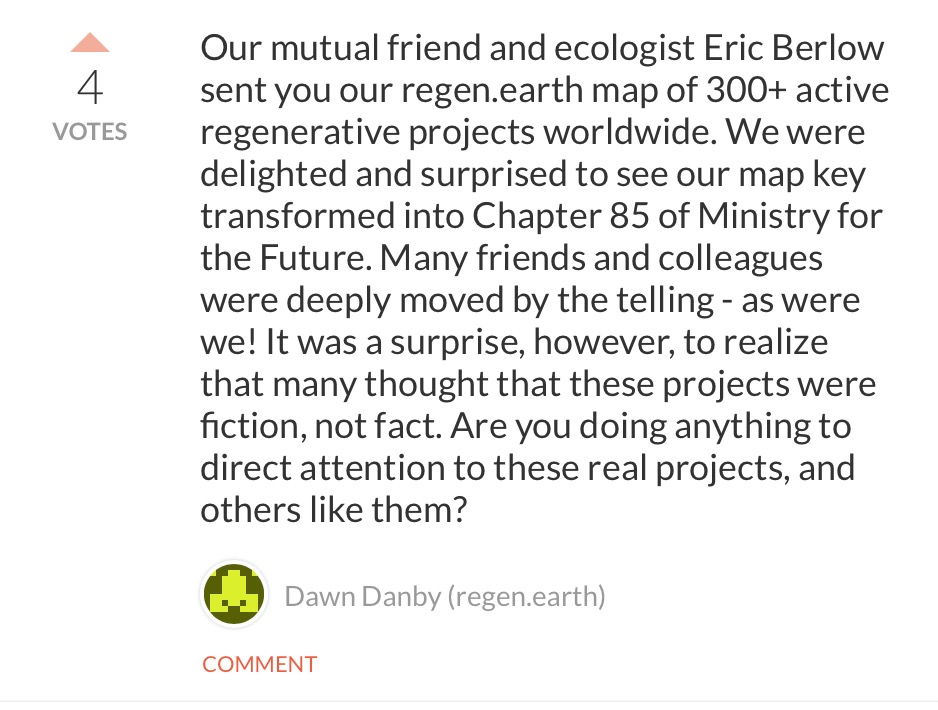 4
VOTES
Our mutual friend and ecologist Eric Berlow
sent you our regen.earth map of 300+ active
regenerative projects worldwide. We were
delighted and surprised to see our map key
transformed into Chapter 85 of Ministry for
the Future. Many friends and colleagues
were deeply moved by the telling - as were
we! It was a surprise, however, to realize
that many thought that these projects were
fiction, not fact. Are you doing anything to
direct attention to these real projects, and
others like them?
Dawn Danby (regen.earth)
COMMENT